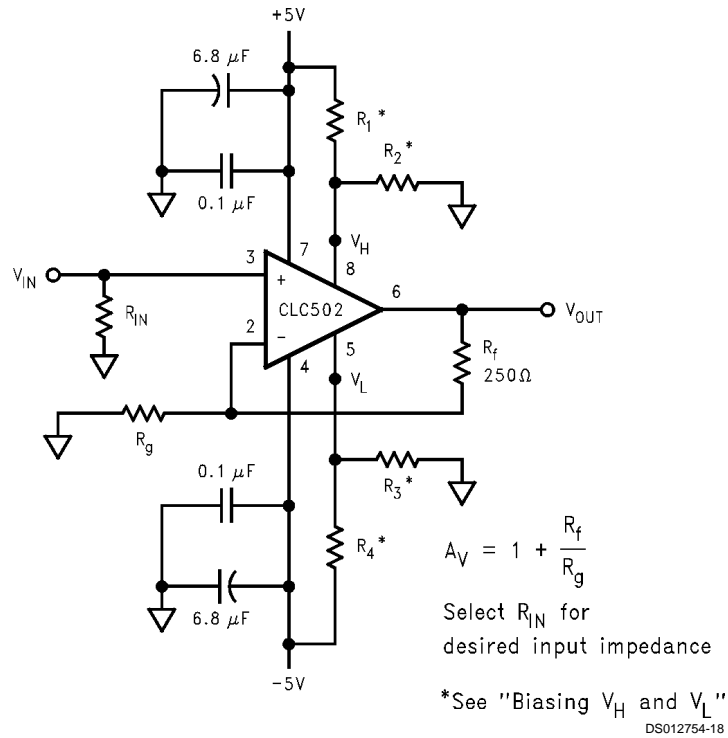 +5V
6.8 μF
R1*
R2*
0.1 μF
VH
7
8
3
VIN
+
CLC502
6
VOUT
RIN
2
−
5
4
Rf
250Ω
VL
Rg
0.1 μF
R3*
R4*
6.8 μF
−5V
AV = 1 + Rf/Rg
Select RIN for
desired input impedance
*See "Biasing VH and VL"
DS012754-18